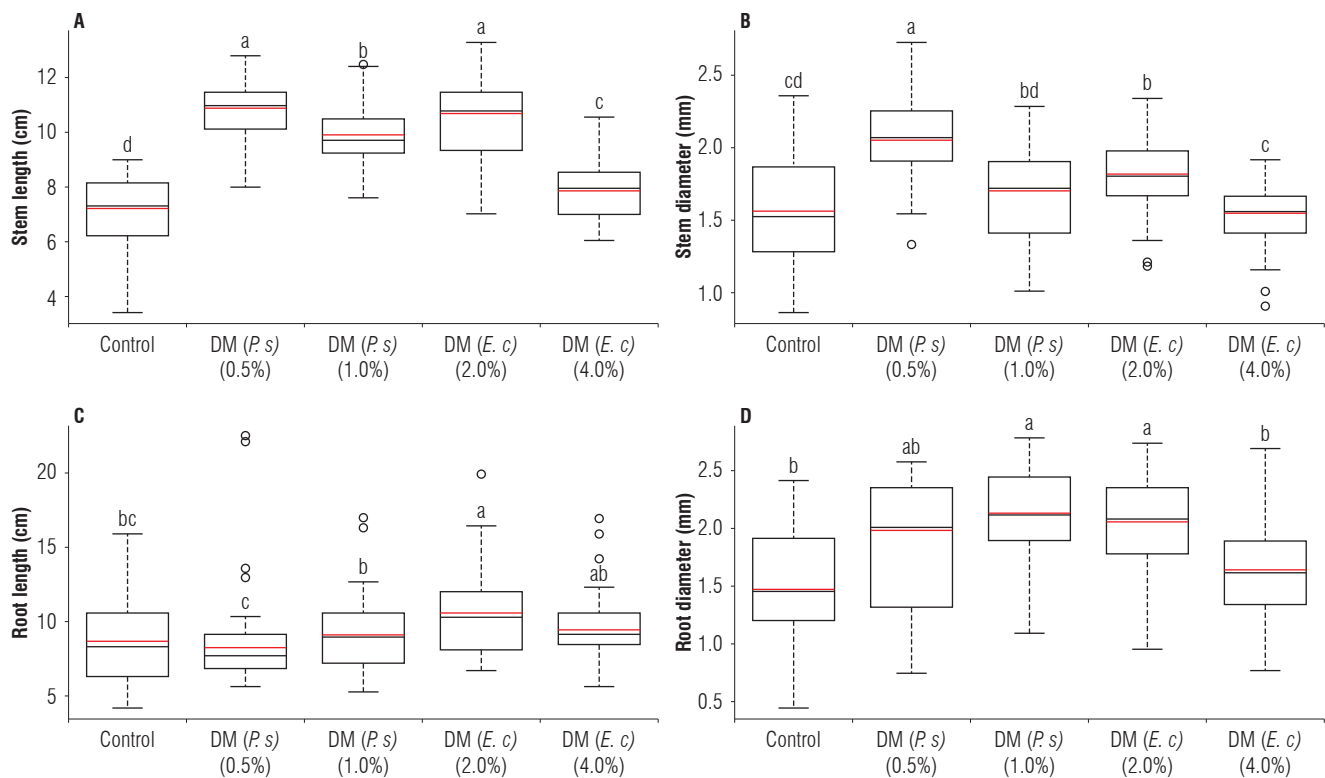 A
Stem length (cm)
12
10
8
6
4
d
a
b
a
c
Control
DM (P. s)
(0.5%)
DM (P. s)
(1.0%)
DM (E. c)
(2.0%)
DM (E. c)
(4.0%)
B
Stem diameter (mm)
2.5
2.0
1.5
1.0
cd
a
bd
b
c
Control
DM (P. s)
(0.5%)
DM (P. s)
(1.0%)
DM (E. c)
(2.0%)
DM (E. c)
(4.0%)
C
Root length (cm)
20
15
10
5
bc
c
b
a
ab
Control
DM (P. s)
(0.5%)
DM (P. s)
(1.0%)
DM (E. c)
(2.0%)
DM (E. c)
(4.0%)
D
Root diameter (mm)
2.5
2.0
1.5
1.0
0.5
b
ab
a
a
b
Control
DM (P. s)
(0.5%)
DM (P. s)
(1.0%)
DM (E. c)
(2.0%)
DM (E. c)
(4.0%)